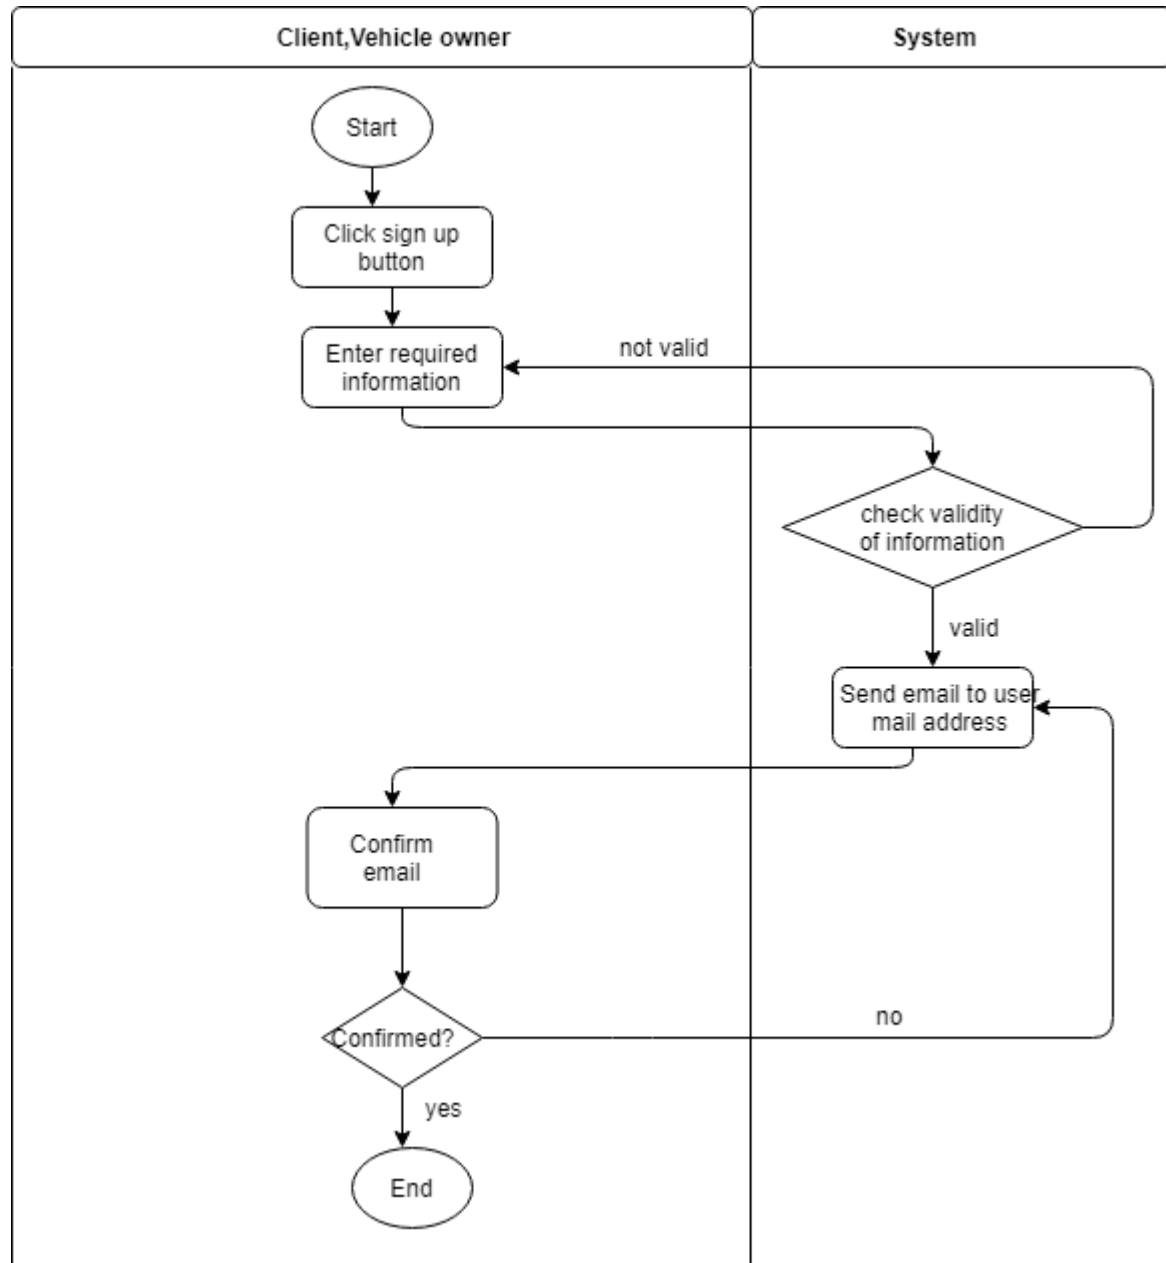 Client,Vehicle owner
System
Start
Click sign up
button
Enter required
information
not valid
check validity
of information
valid
Send email to user
mail address
Confirm
email
Confirmed?
no
yes
End